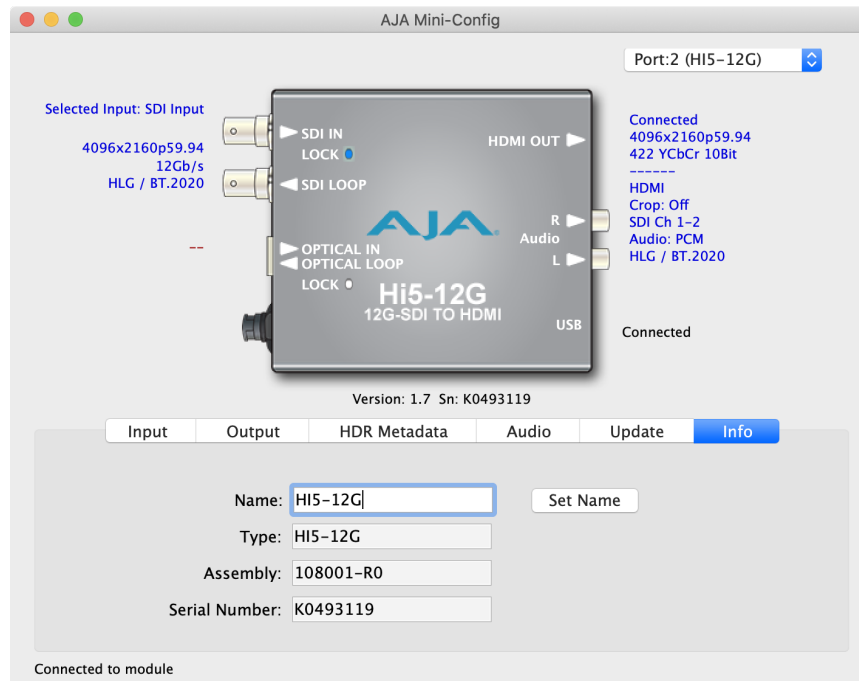 AJA Mini-Config
Port:2 (HI5-12G)
Selected Input: SDI Input
4096x2160p59.94
12Gb/s
HLG / BT.2020
--
SDI IN
LOCK
SDI LOOP
OPTICAL IN
OPTICAL LOOP
LOCK
AJA
HDMI OUT
R
Audio
L
Hi5-12G
12G-SDI TO HDMI
USB
Connected
4096x2160p59.94
422 YCbCr 10Bit
------
HDMI
Crop: Off
SDI Ch 1-2
Audio: PCM
HLG / BT.2020
Connected
Version: 1.7 Sn: K0493119
Input Output HDR Metadata Audio Update Info
Name: HI5-12G Set Name
Type: HI5-12G
Assembly: 108001-R0
Serial Number: K0493119
Connected to module